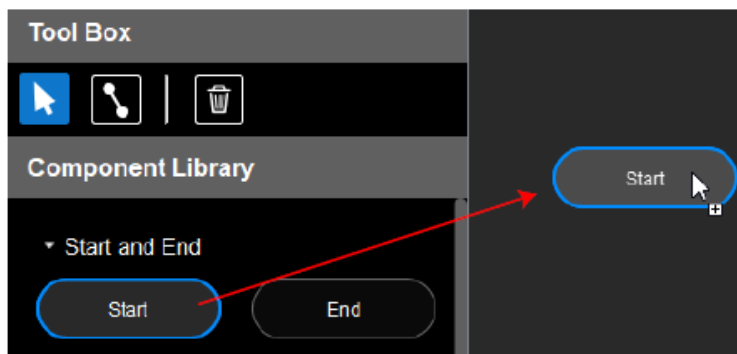 Tool Box
Component Library
Start
Start and End
Start
End